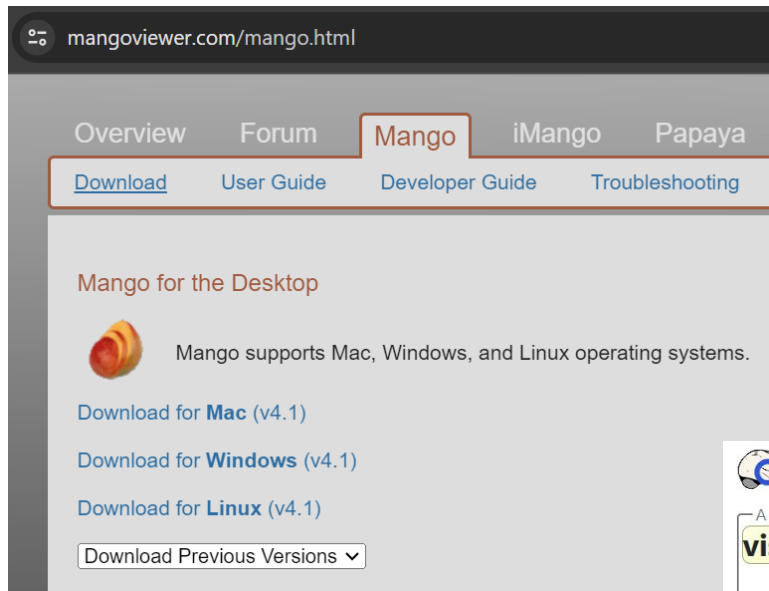 mangoviewer.com/mango.html
Overview Forum Mango iMango Papaya
Download User Guide Developer Guide Troubleshooting
Mango for the Desktop
Mango supports Mac, Windows, and Linux operating systems.
Download for Mac (v4.1)
Download for Windows (v4.1)
Download for Linux (v4.1)
Download Previous Versions
A